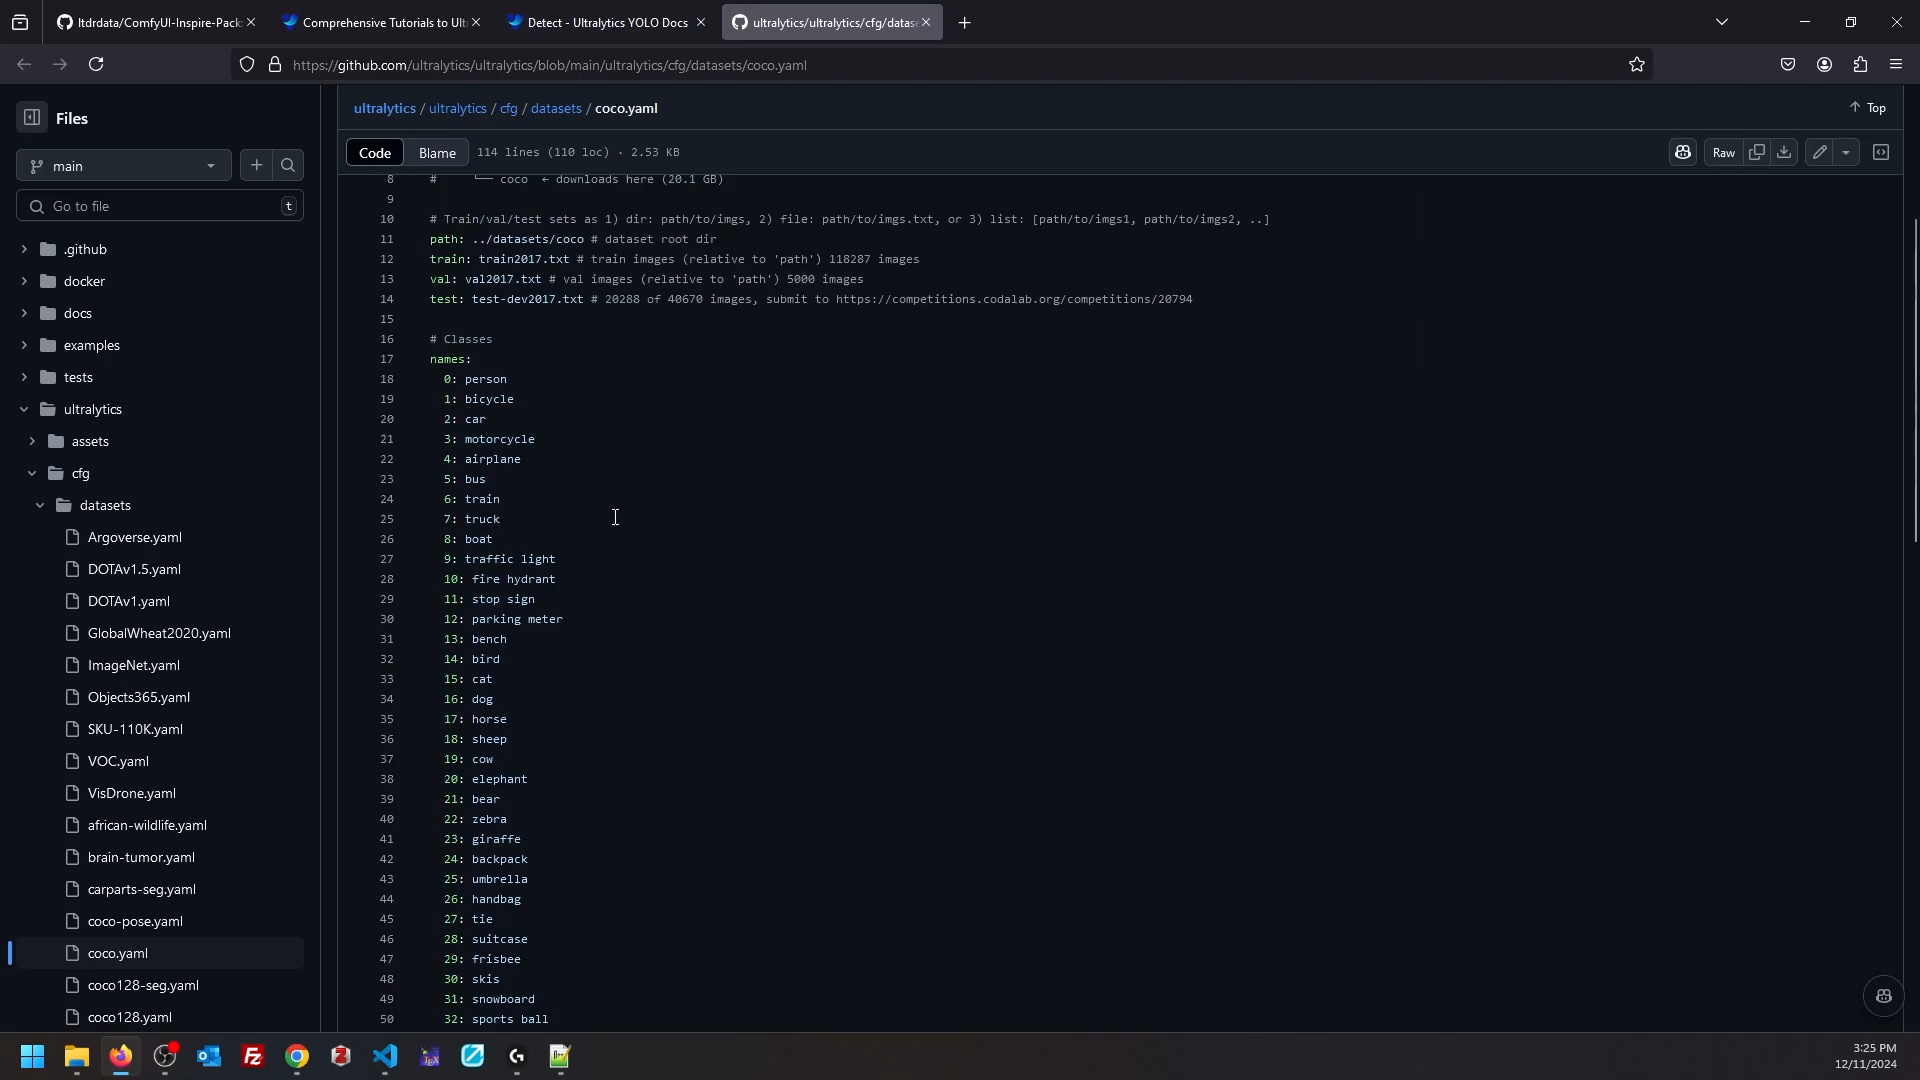 ltdrdata/ComfyUI-Inspire-Pack
Comprehensive Tutorials to Ult
Detect - Ultralytics YOLO Docs
ultralytics/ultralytics/cfg/datase
https://github.com/ultralytics/ultralytics/blob/main/ultralytics/cfg/datasets/coco.yaml
Files
main
Go to file
t
.github
docker
docs
examples
tests
ultralytics
assets
cfg
datasets
Argoverse.yaml
DOTAv1.5.yaml
DOTAv1.yaml
GlobalWheat2020.yaml
ImageNet.yaml
Objects365.yaml
SKU-110K.yaml
VOC.yaml
VisDrone.yaml
african-wildlife.yaml
brain-tumor.yaml
carparts-seg.yaml
coco-pose.yaml
coco.yaml
coco128-seg.yaml
coco128.yaml
ultralytics / ultralytics / cfg / datasets / coco.yaml
Top
Code Blame 114 lines (110 loc) · 2.53 KB
Raw
8 # └── coco ← downloads here (20.1 GB)
9
10 # Train/val/test sets as 1) dir: path/to/imgs, 2) file: path/to/imgs.txt, or 3) list: [path/to/imgs1, path/to/imgs2, ..]
11 path: ../datasets/coco # dataset root dir
12 train: train2017.txt # train images (relative to 'path') 118287 images
13 val: val2017.txt # val images (relative to 'path') 5000 images
14 test: test-dev2017.txt # 20288 of 40670 images, submit to https://competitions.codalab.org/competitions/20794
15
16 # Classes
17 names:
18 0: person
19 1: bicycle
20 2: car
21 3: motorcycle
22 4: airplane
23 5: bus
24 6: train
25 7: truck
26 8: boat
27 9: traffic light
28 10: fire hydrant
29 11: stop sign
30 12: parking meter
31 13: bench
32 14: bird
33 15: cat
34 16: dog
35 17: horse
36 18: sheep
37 19: cow
38 20: elephant
39 21: bear
40 22: zebra
41 23: giraffe
42 24: backpack
43 25: umbrella
44 26: handbag
45 27: tie
46 28: suitcase
47 29: frisbee
48 30: skis
49 31: snowboard
50 32: sports ball
3:25 PM
12/11/2024